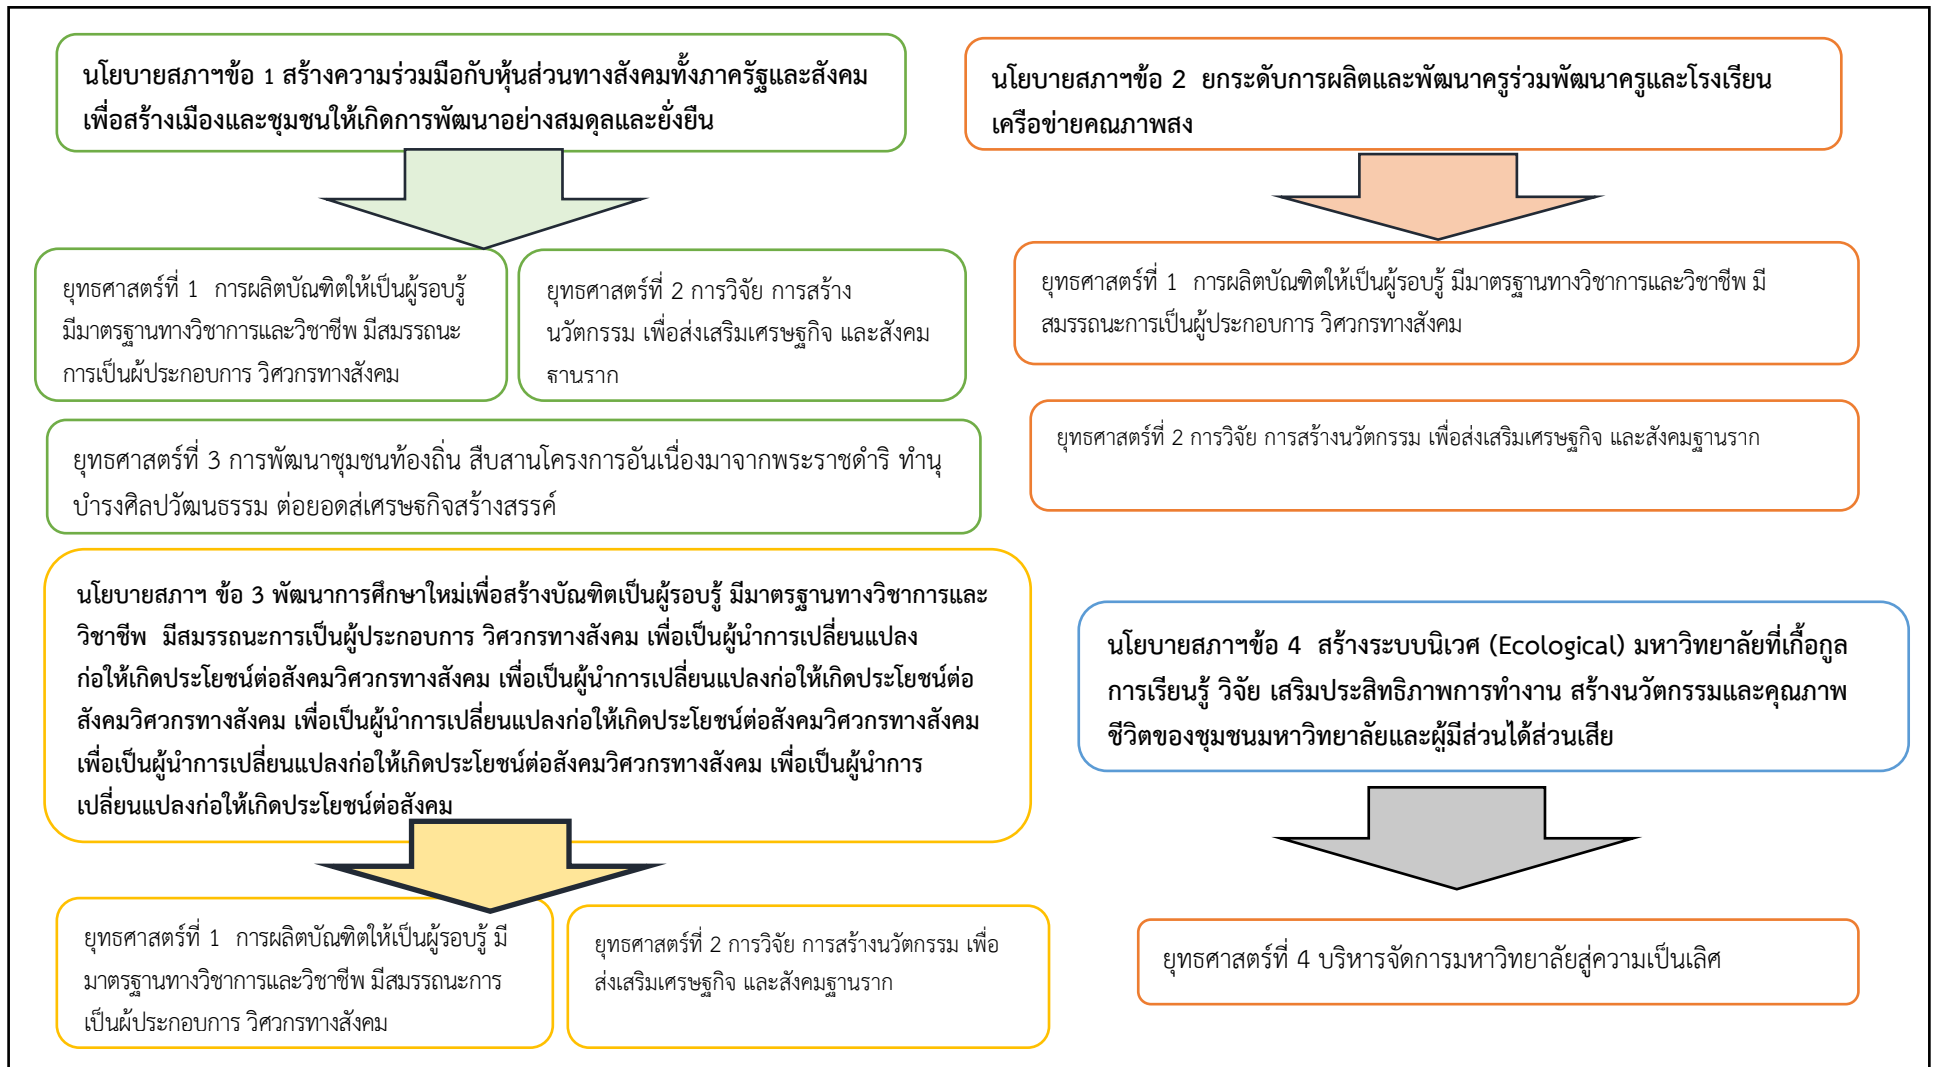 นโยบายสภาฯข้อ 1 สร้างความร่วมมือกับหุ้นส่วนทางสังคมทั้งภาครัฐและสังคม
เพื่อสร้างเมืองและชุมชนให้เกิดการพัฒนาอย่างสมดุลและยั่งยืน
นโยบายสภาฯข้อ 2 ยกระดับการผลิตและพัฒนาครูร่วมพัฒนาครูและโรงเรียน
เครือข่ายคุณภาพสูง
ยุทธศาสตร์ที่ 1 การผลิตบัณฑิตให้เป็นผู้รอบรู้
มีมาตรฐานทางวิชาการและวิชาชีพ มีสมรรถนะ
การเป็นผู้ประกอบการ วิศวกรทางสังคม
ยุทธศาสตร์ที่ 2 การวิจัย การสร้าง
นวัตกรรม เพื่อส่งเสริมเศรษฐกิจ และสังคม
ฐานราก
ยุทธศาสตร์ที่ 1 การผลิตบัณฑิตให้เป็นผู้รอบรู้ มีมาตรฐานทางวิชาการและวิชาชีพ มี
สมรรถนะการเป็นผู้ประกอบการ วิศวกรทางสังคม
ยุทธศาสตร์ที่ 2 การวิจัย การสร้างนวัตกรรม เพื่อส่งเสริมเศรษฐกิจ และสังคมฐานราก
ยุทธศาสตร์ที่ 3 การพัฒนาชุมชนท้องถิ่น สืบสานโครงการอันเนื่องมาจากพระราชดำริ ทำนุ
บำรุงศิลปวัฒนธรรม ต่อยอดสู่เศรษฐกิจสร้างสรรค์
นโยบายสภาฯ ข้อ 3 พัฒนาการศึกษาใหม่เพื่อสร้างบัณฑิตเป็นผู้รอบรู้ มีมาตรฐานทางวิชาการและ
วิชาชีพ มีสมรรถนะการเป็นผู้ประกอบการ วิศวกรทางสังคม เพื่อเป็นผู้นำการเปลี่ยนแปลง
ก่อให้เกิดประโยชน์ต่อสังคมวิศวกรทางสังคม เพื่อเป็นผู้นำการเปลี่ยนแปลงก่อให้เกิดประโยชน์ต่อ
สังคมวิศวกรทางสังคม เพื่อเป็นผู้นำการเปลี่ยนแปลงก่อให้เกิดประโยชน์ต่อสังคมวิศวกรทางสังคม
เพื่อเป็นผู้นำการเปลี่ยนแปลงก่อให้เกิดประโยชน์ต่อสังคมวิศวกรทางสังคม เพื่อเป็นผู้นำการ
เปลี่ยนแปลงก่อให้เกิดประโยชน์ต่อสังคม
นโยบายสภาฯข้อ 4 สร้างระบบนิเวศ (Ecological) มหาวิทยาลัยที่เกื้อกูล
การเรียนรู้ วิจัย เสริมประสิทธิภาพการทำงาน สร้างนวัตกรรมและคุณภาพ
ชีวิตของชุมชนมหาวิทยาลัยและผู้มีส่วนได้ส่วนเสีย
ยุทธศาสตร์ที่ 1 การผลิตบัณฑิตให้เป็นผู้รอบรู้ มี
มาตรฐานทางวิชาการและวิชาชีพ มีสมรรถนะการ
เป็นผู้ประกอบการ วิศวกรทางสังคม
ยุทธศาสตร์ที่ 2 การวิจัย การสร้างนวัตกรรม เพื่อ
ส่งเสริมเศรษฐกิจ และสังคมฐานราก
ยุทธศาสตร์ที่ 4 บริหารจัดการมหาวิทยาลัยสู่ความเป็นเลิศ